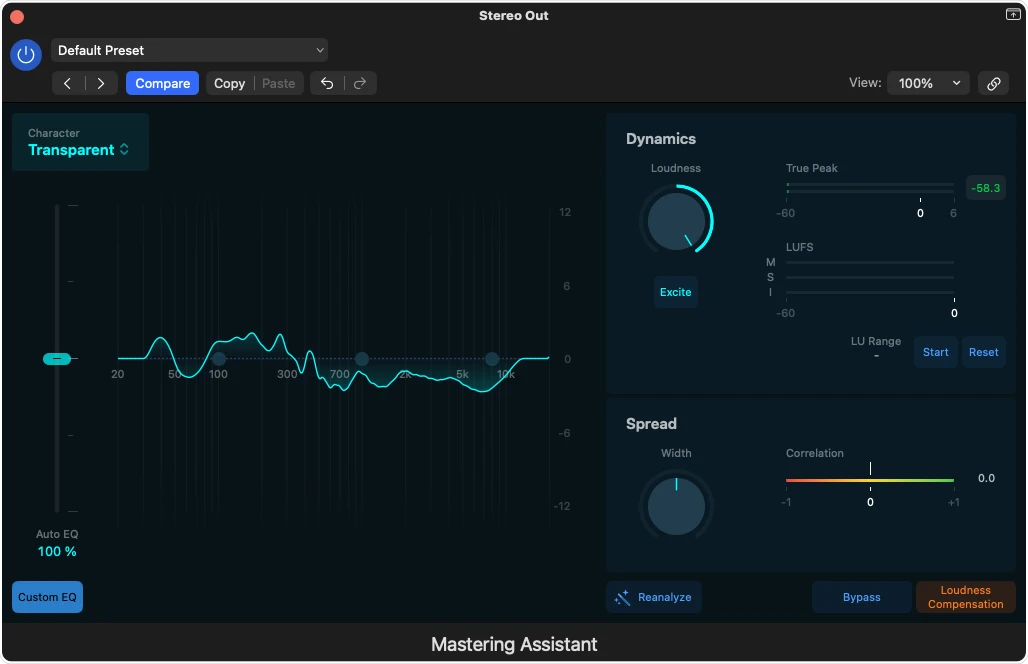 Stereo Out
Default Preset
Compare
Copy
Paste
View:
100%
Character
Transparent
12
6
0
-6
-12
20
50
100
300
700
2k
5k
10k
Auto EQ
100 %
Custom EQ
Dynamics
Loudness
Excite
True Peak
-58.3
-60
0
6
LUFS
M
S
I
-60
0
LU Range
-
Start
Reset
Spread
Width
Correlation
0.0
-1
0
+1
Reanalyze
Bypass
Loudness
Compensation
Mastering Assistant